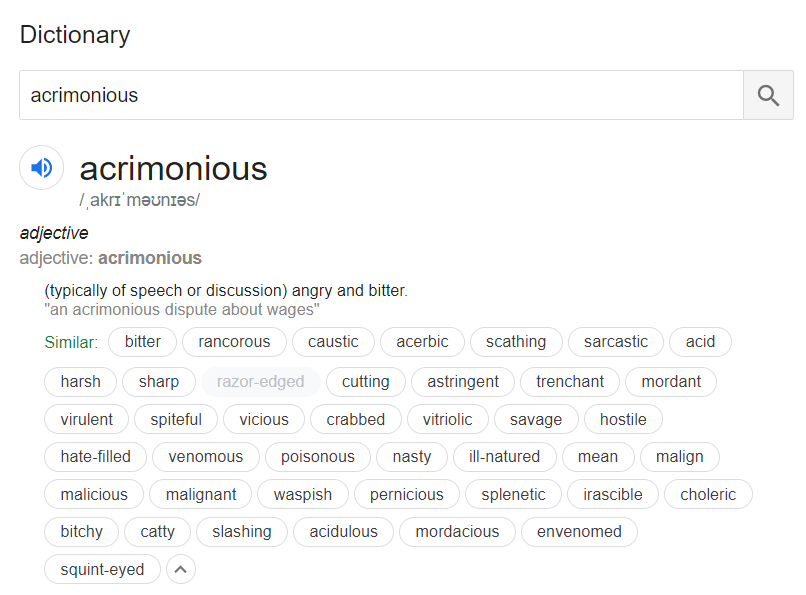 Dictionary
acrimonious
acrimonious
/ˌakrɪˈməʊnɪəs/
adjective
adjective: acrimonious
(typically of speech or discussion) angry and bitter.
"an acrimonious dispute about wages"
Similar: bitter rancorous caustic acerbic scathing sarcastic acid
harsh sharp razor-edged cutting astringent trenchant mordant
virulent spiteful vicious crabbed vitriolic savage hostile
hate-filled venomous poisonous nasty ill-natured mean malign
malicious malignant waspish pernicious splenetic irascible choleric
bitchy catty slashing acidulous mordacious envenomed
squint-eyed